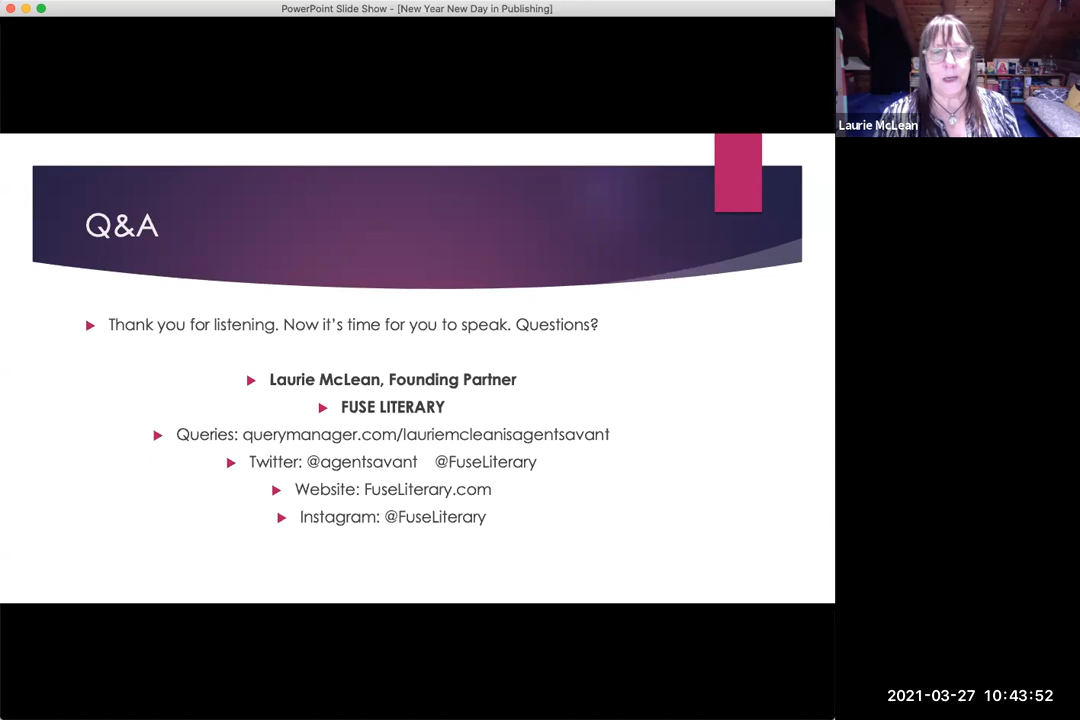 PowerPoint Slide Show - [New Year New Day in Publishing]
Laurie McLean
Q&A
Thank you for listening. Now it's time for you to speak. Questions?
Laurie McLean, Founding Partner
FUSE LITERARY
Queries: querymanager.com/lauriemcleanisagentsavant
Twitter: @agentsavant @FuseLiterary
Website: FuseLiterary.com
Instagram: @FuseLiterary
2021-03-27 10:43:52